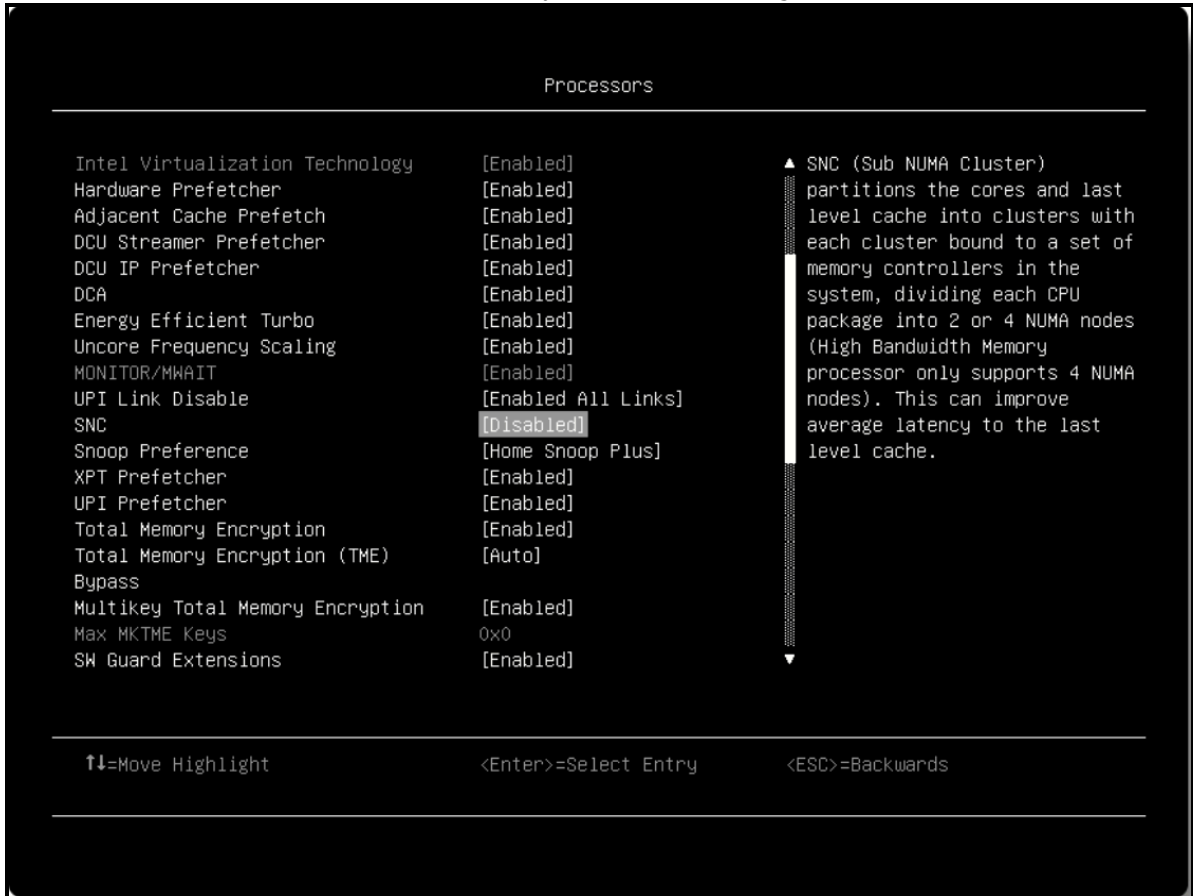 Processors
Intel Virtualization Technology [Enabled]
Hardware Prefetcher [Enabled]
Adjacent Cache Prefetch [Enabled]
DCU Streamer Prefetcher [Enabled]
DCU IP Prefetcher [Enabled]
DCA [Enabled]
Energy Efficient Turbo [Enabled]
Uncore Frequency Scaling [Enabled]
MONITOR/MWAIT [Enabled]
UPI Link Disable [Enabled All Links]
SNC [Disabled]
Snoop Preference [Home Snoop Plus]
XPT Prefetcher [Enabled]
UPI Prefetcher [Enabled]
Total Memory Encryption [Enabled]
Total Memory Encryption (TME) [Auto]
Bypass
Multikey Total Memory Encryption [Enabled]
Max MKTME Keys 0x0
SW Guard Extensions [Enabled]
SNC (Sub NUMA Cluster)
partitions the cores and last
level cache into clusters with
each cluster bound to a set of
memory controllers in the
system, dividing each CPU
package into 2 or 4 NUMA nodes
(High Bandwidth Memory
processor only supports 4 NUMA
nodes). This can improve
average latency to the last
level cache.
↑↓=Move Highlight <Enter>=Select Entry <ESC>=Backwards